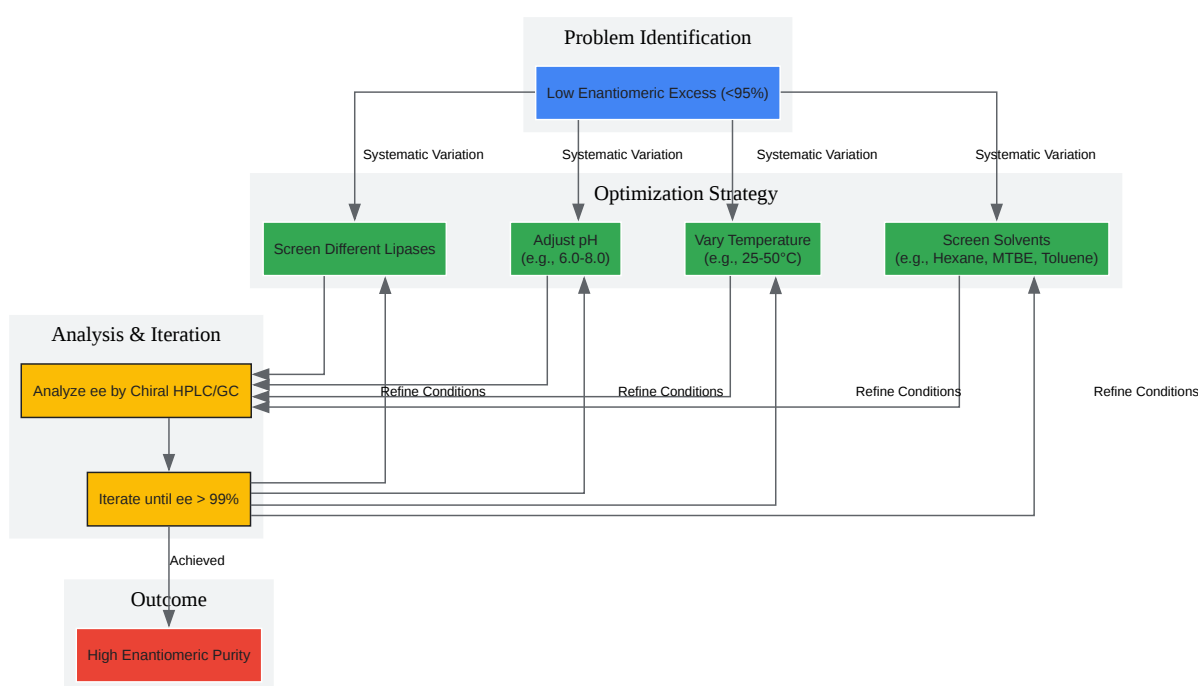 Problem Identification
Low Enantiomeric Excess (<95%)
Systematic Variation
Systematic Variation
Systematic Variation
Systematic Variation
Optimization Strategy
Screen Different Lipases
Adjust pH
(e.g., 6.0-8.0)
Vary Temperature
(e.g., 25-50°C)
Screen Solvents
(e.g., Hexane, MTBE, Toluene)
Analysis & Iteration
Analyze ee by Chiral HPLC/GC
Refine Conditions
Refine Conditions
Refine Conditions
Refine Conditions
Iterate until ee > 99%
Achieved
Outcome
High Enantiomeric Purity